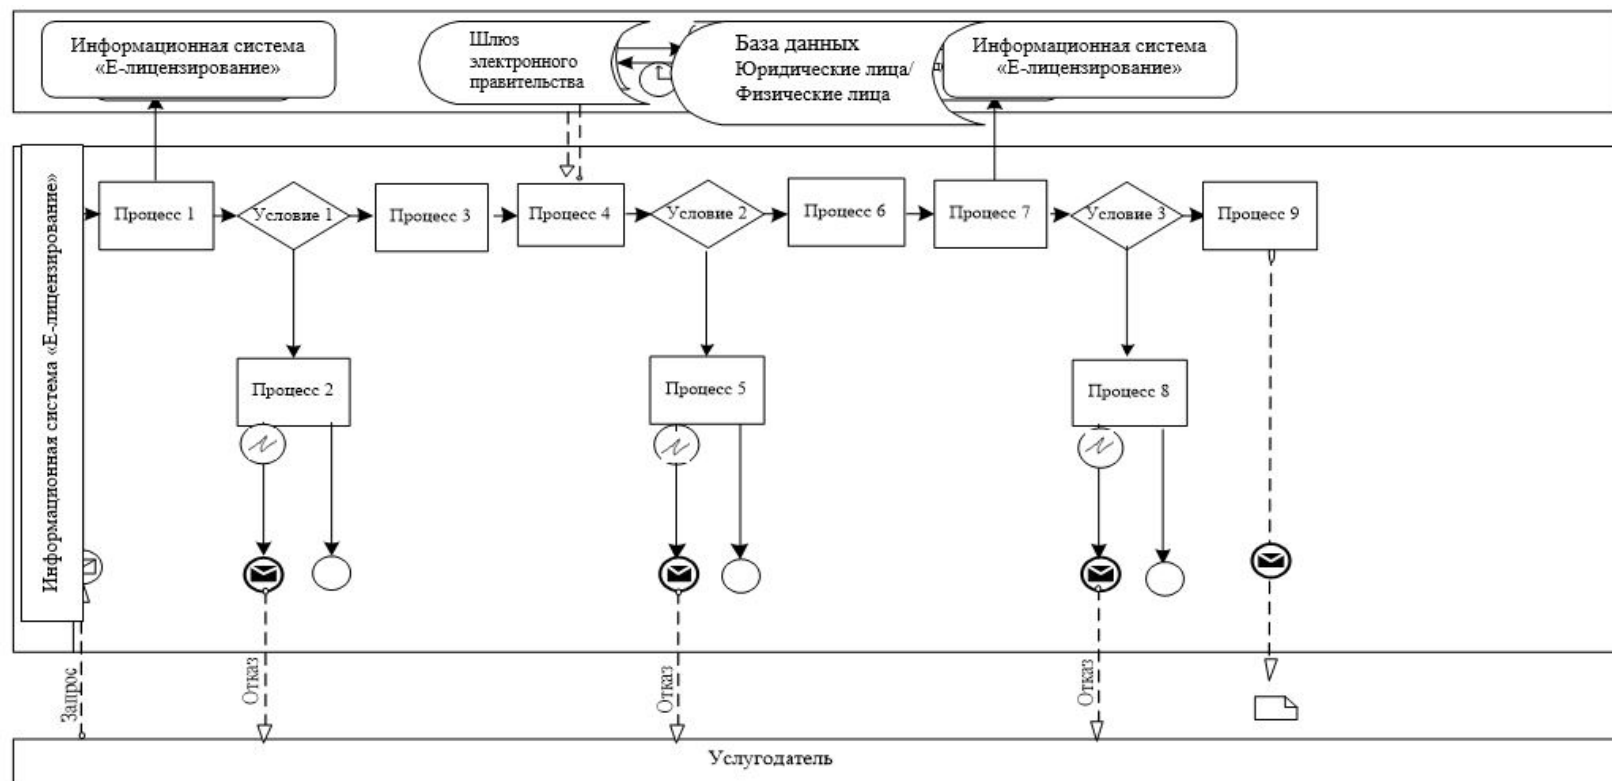 Информационная система
«Е-лицензирование»
Шлюз
электронного
правительства
База данных
Юридические лица/
Физические лица
Информационная система
«Е-лицензирование»
Информационная система «Е-лицензирование»
Процесс 1
Условие 1
Процесс 3
Процесс 4
Условие 2
Процесс 6
Процесс 7
Условие 3
Процесс 9
Процесс 2
Процесс 5
Процесс 8
Запрос
Отказ
Отказ
Отказ
Услугодатель